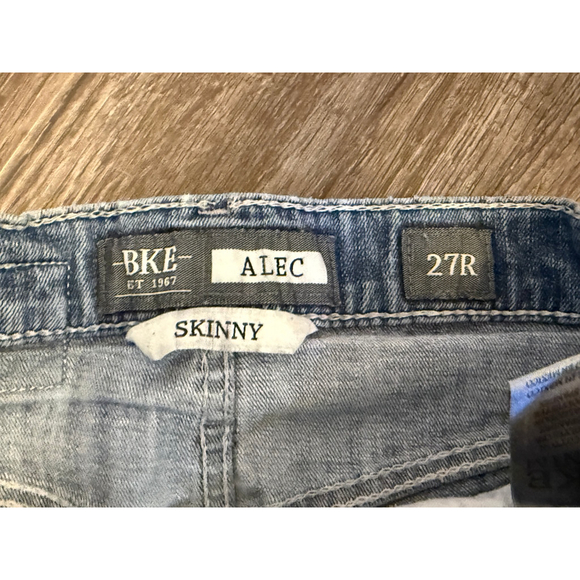 -BKE-
ET 1967
ALEC
27R
SKINNY